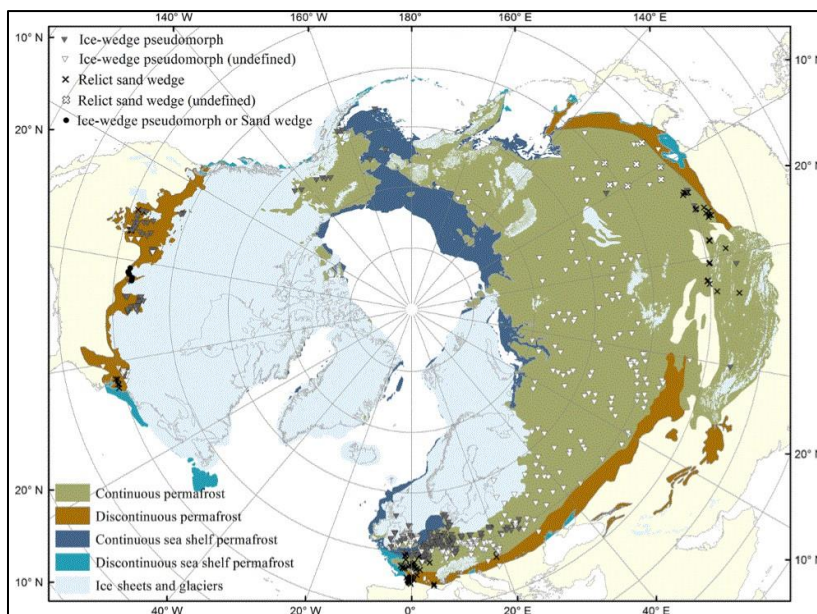 140° W
160° W
180°
160° E
140° E
10° N
10° N
Ice-wedge pseudomorph
Ice-wedge pseudomorph (undefined)
Relict sand wedge
Relict sand wedge (undefined)
Ice-wedge pseudomorph or Sand wedge
20° N
20° N
20° N
20° N
Continuous permafrost
Discontinuous permafrost
Continuous sea shelf permafrost
Discontinuous sea shelf permafrost
Ice sheets and glaciers
10° N
10° N
40° W
20° W
0°
20° E
40° E